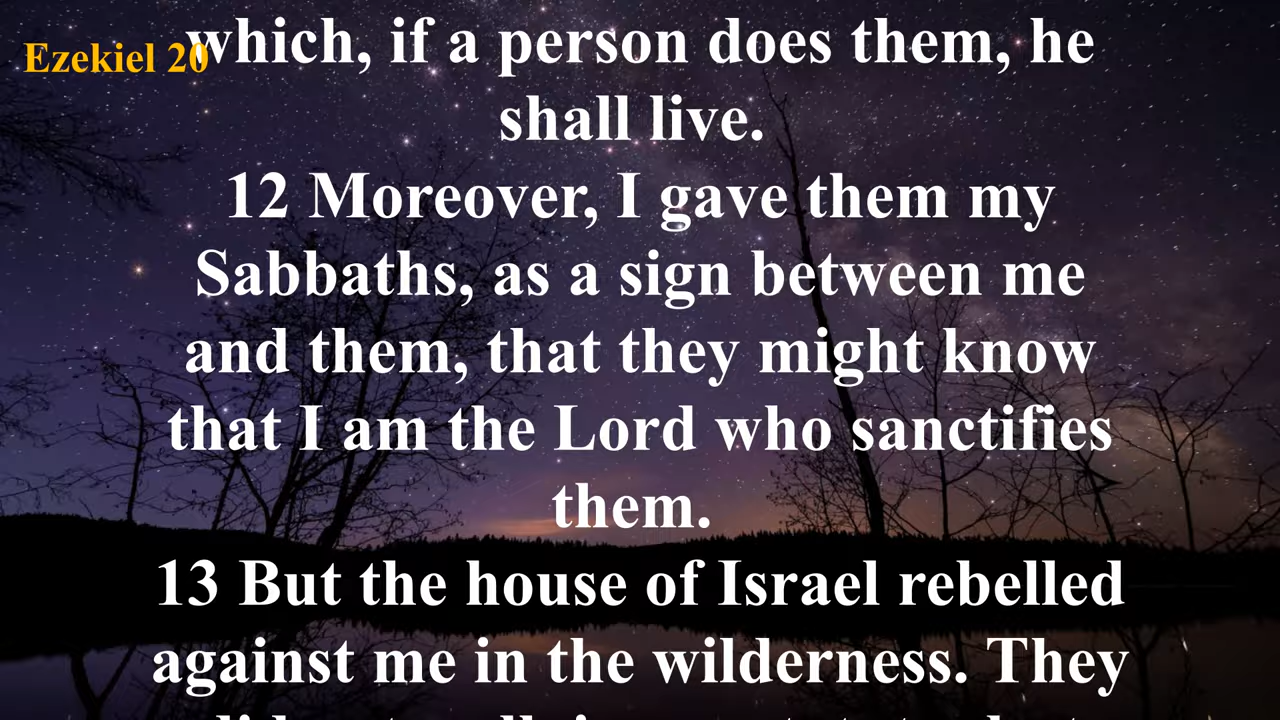 Ezekiel 20
which, if a person does them, he
shall live.
12 Moreover, I gave them my
Sabbaths, as a sign between me
and them, that they might know
that I am the Lord who sanctifies
them.
13 But the house of Israel rebelled
against me in the wilderness. They